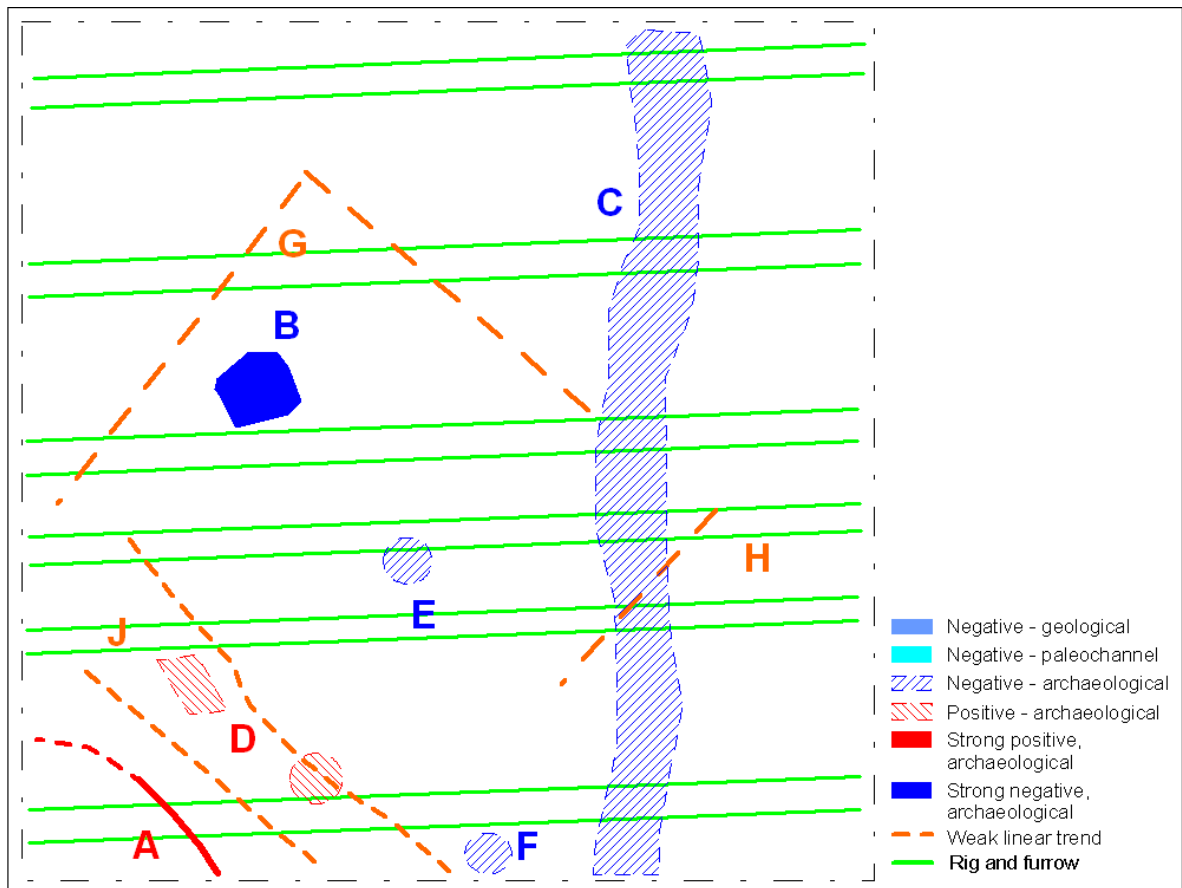 C
G
B
H
E
J
D
F
A
Negative - geological
Negative - paleochannel
Negative - archaeological
Positive - archaeological
Strong positive,
archaeological
Strong negative,
archaeological
Weak linear trend
Rig and furrow